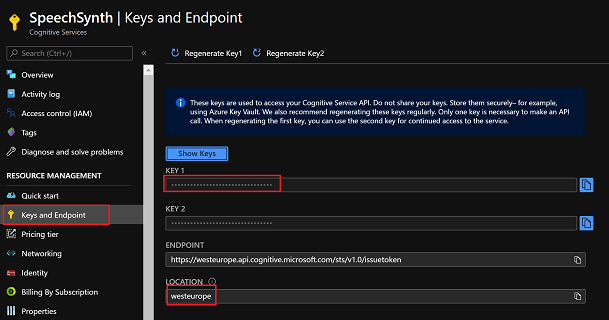 SpeechSynth | Keys and Endpoint
Cognitive Services
Search (Ctrl+/)
«
Overview
Activity log
Access control (IAM)
Tags
Diagnose and solve problems
RESOURCE MANAGEMENT
Quick start
Keys and Endpoint
Pricing tier
Networking
Identity
Billing By Subscription
Properties
Regenerate Key1 Regenerate Key2
These keys are used to access your Cognitive Service API. Do not share your keys. Store them securely– for example,
using Azure Key Vault. We also recommend regenerating these keys regularly. Only one key is necessary to make an API
call. When regenerating the first key, you can use the second key for continued access to the service.
Show Keys
KEY 1
KEY 2
ENDPOINT
https://westeurope.api.cognitive.microsoft.com/sts/v1.0/issuetoken
LOCATION
westeurope